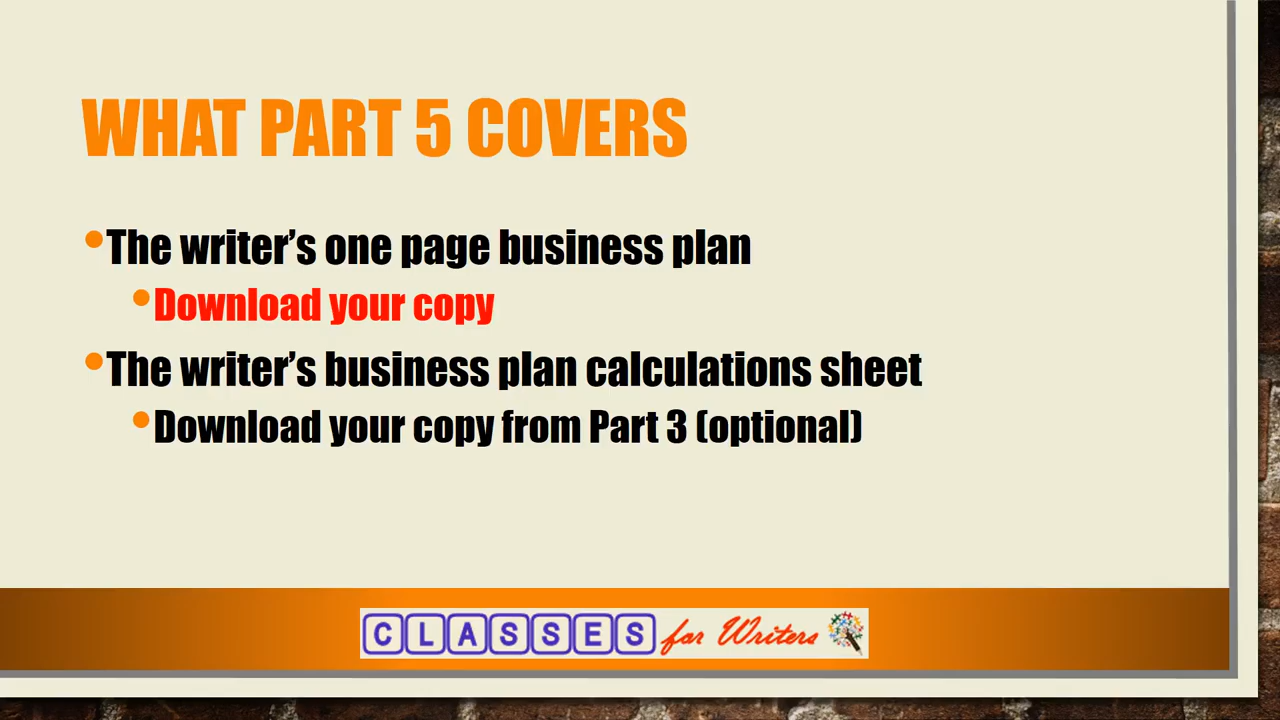 WHAT PART 5 COVERS
•The writer’s one page business plan
•Download your copy
•The writer’s business plan calculations sheet
•Download your copy from Part 3 (optional)
CLASSES for Writers